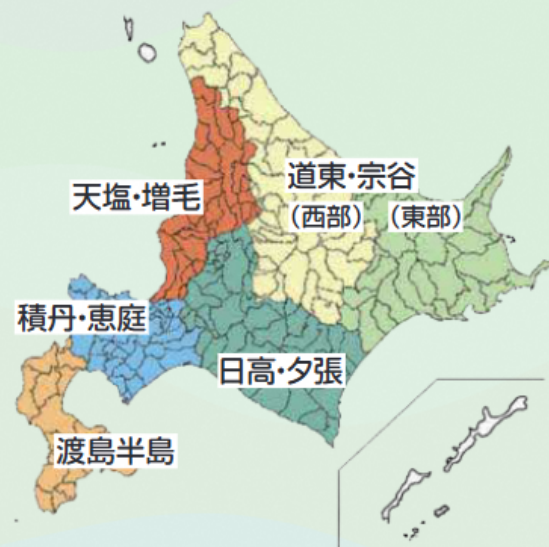 道東・宗谷
（西部）（東部）
天塩・増毛
積丹・恵庭
日高・夕張
渡島半島